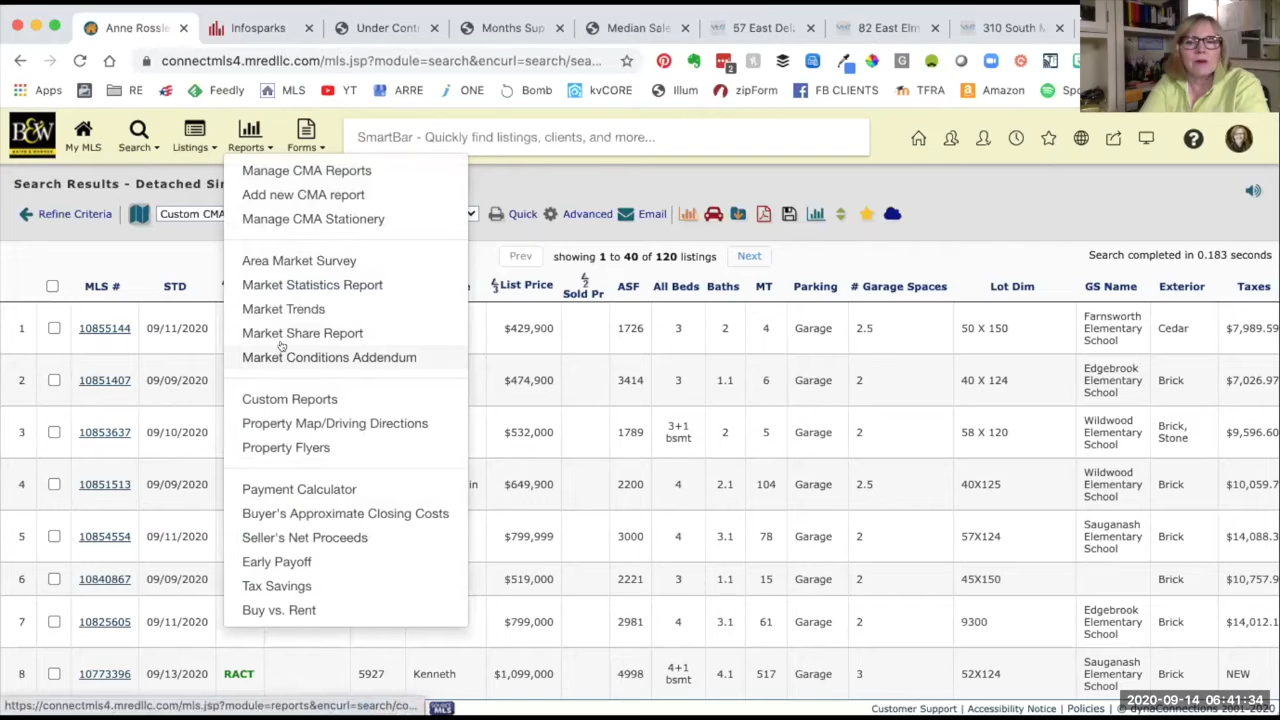 Anne Rossle
Infosparks
Under Cont
Months Sup
Median Sale
57 East Dela
82 East Elm
310 South M
connectmls4.mredllc.com/mls.jsp?module=search&encurl=search/sea...
2
Apps
RE
Feedly
MLS
YT
ARRE
ONE
Bomb
kvCORE
Illum
zipForm
FB CLIENTS
TFRA
Amazon
Spo
B&W
My MLS
Search
Listings
Reports
Forms
SmartBar - Quickly find listings, clients, and more...
Search Results - Detached Sin
Refine Criteria
Custom CMA
Quick
Advanced
Email
Manage CMA Reports
Add new CMA report
Manage CMA Stationery
Area Market Survey
Market Statistics Report
Market Trends
Market Share Report
Market Conditions Addendum
Custom Reports
Property Map/Driving Directions
Property Flyers
Payment Calculator
Buyer's Approximate Closing Costs
Seller's Net Proceeds
Early Payoff
Tax Savings
Buy vs. Rent
Prev showing 1 to 40 of 120 listings Next
Search completed in 0.183 seconds
MLS # STD List Price Sold Pr ASF All Beds Baths MT Parking # Garage Spaces Lot Dim GS Name Exterior Taxes
1 10855144 09/11/2020 $429,900 1726 3 2 4 Garage 2.5 50 X 150 Farnsworth Elementary School Cedar $7,989.59
2 10851407 09/09/2020 $474,900 3414 3 1.1 6 Garage 2 40 X 124 Edgebrook Elementary School Brick $7,026.97
3 10853637 09/10/2020 $532,000 1789 3+1 bsmt 2 5 Garage 2 58 X 120 Wildwood Elementary School Brick, Stone $9,596.60
4 10851513 09/09/2020 in $649,900 2200 4 2.1 104 Garage 2.5 40X125 Wildwood Elementary School Brick $10,059.7
5 10854554 09/11/2020 $799,999 3000 4 3.1 78 Garage 2 57X124 Sauganash Elementary School Brick $14,088.3
6 10840867 09/09/2020 $519,000 2221 3 1.1 15 Garage 2 45X150 Brick $10,757.9
7 10825605 09/11/2020 $799,000 2981 4 3.1 61 Garage 2 9300 Edgebrook Elementary School Brick $14,012.1
8 10773396 09/13/2020 RACT 5927 Kenneth $1,099,000 4998 4+1 bsmt 4.1 517 Garage 3 52X124 Sauganash Elementary School Brick NEW
https://connectmls4.mredllc.com/mls.jsp?module=reports&encurl=search/co...
2020-09-14 06:41:34
Customer Support | Accessibility Notice | Policies | © dynaConnections 2001-2020